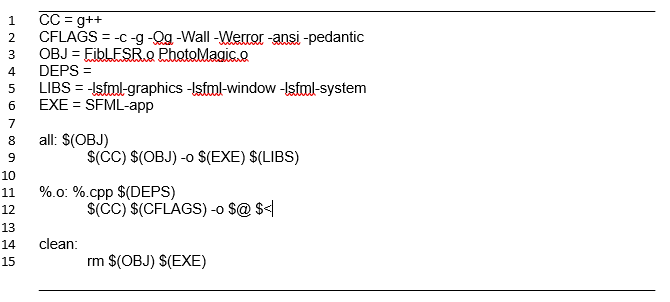 1 CC = g++
2 CFLAGS = -c -g -Og -Wall -Werror -ansi -pedantic
3 OBJ = FibLFSR.o PhotoMagic.o
4 DEPS =
5 LIBS = -lsfml-graphics -lsfml-window -lsfml-system
6 EXE = SFML-app
7
8 all: $(OBJ)
9 $(CC) $(OBJ) -o $(EXE) $(LIBS)
10
11 %.o: %.cpp $(DEPS)
12 $(CC) $(CFLAGS) -o $@ $<
13
14 clean:
15 rm $(OBJ) $(EXE)